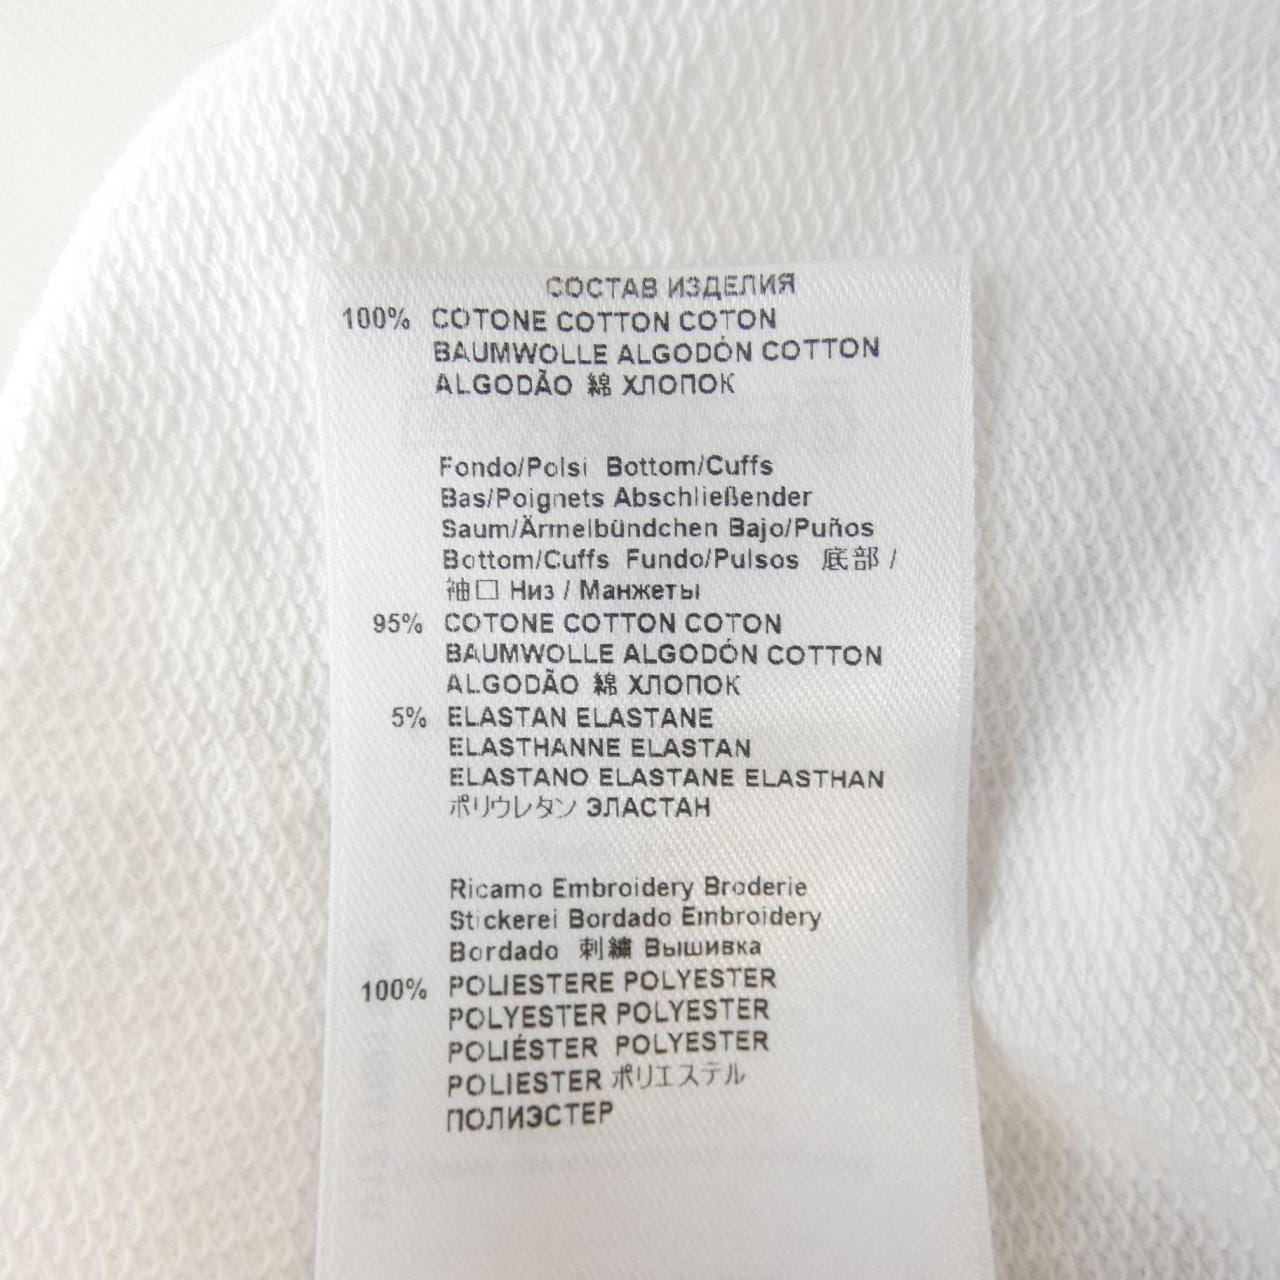 СОСТАВ ИЗДЕЛИЯ
100% COTONE COTTON COTON
BAUMWOLLE ALGODÓN COTTON
ALGODÃO 綿 ХЛОПОК
Fondo/Polsi Bottom/Cuffs
Bas/Poignets Abschließender
Saum/Ärmelbündchen Bajo/Puños
Bottom/Cuffs Fundo/Pulsos 底部 /
袖口 Низ / Манжеты
95% COTONE COTTON COTON
BAUMWOLLE ALGODÓN COTTON
ALGODÃO 綿 ХЛОПОК
5% ELASTAN ELASTANE
ELASTHANNE ELASTAN
ELASTANO ELASTANE ELASTHAN
ポリウレタン ЭЛАСТАН
Ricamo Embroidery Broderie
Stickerei Bordado Embroidery
Bordado 刺繍 Вышивка
100% POLIESTERE POLYESTER
POLYESTER POLYESTER
POLIÉSTER POLYESTER
POLIESTER ポリエステル
ПОЛИЭСТЕР